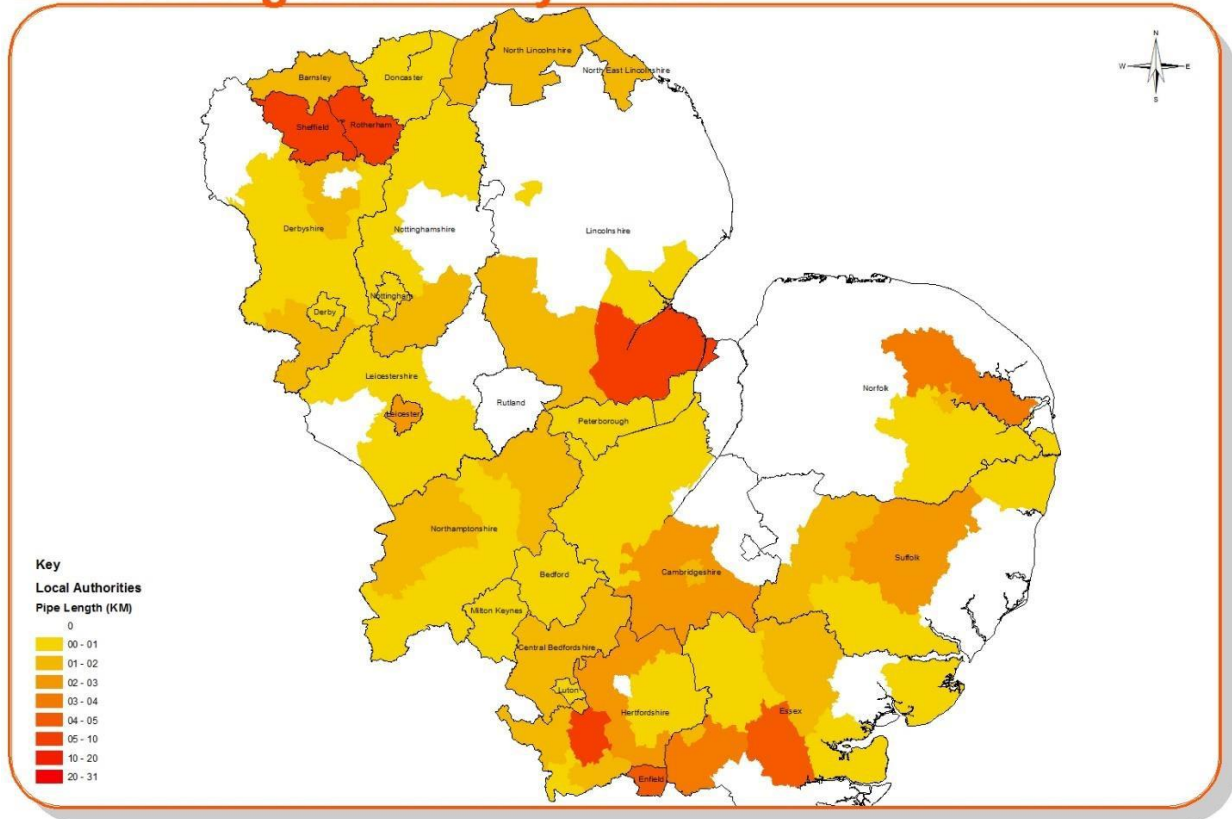 N
W
E
S
North Lincolnshire
North East Lincolnshire
Barnsley
Doncaster
Sheffield
Rotherham
Derbyshire
Nottinghamshire
Lincolnshire
Nottingham
Derby
Leicestershire
Norfolk
Rutland
Leicester
Peterborough
Northamptonshire
Suffolk
Cambridgeshire
Bedford
Milton Keynes
Central Bedfordshire
Luton
Hertfordshire
Essex
Enfield
Key
Local Authorities
Pipe Length (KM)
0
00 - 01
01 - 02
02 - 03
03 - 04
04 - 05
05 - 10
10 - 20
20 - 31